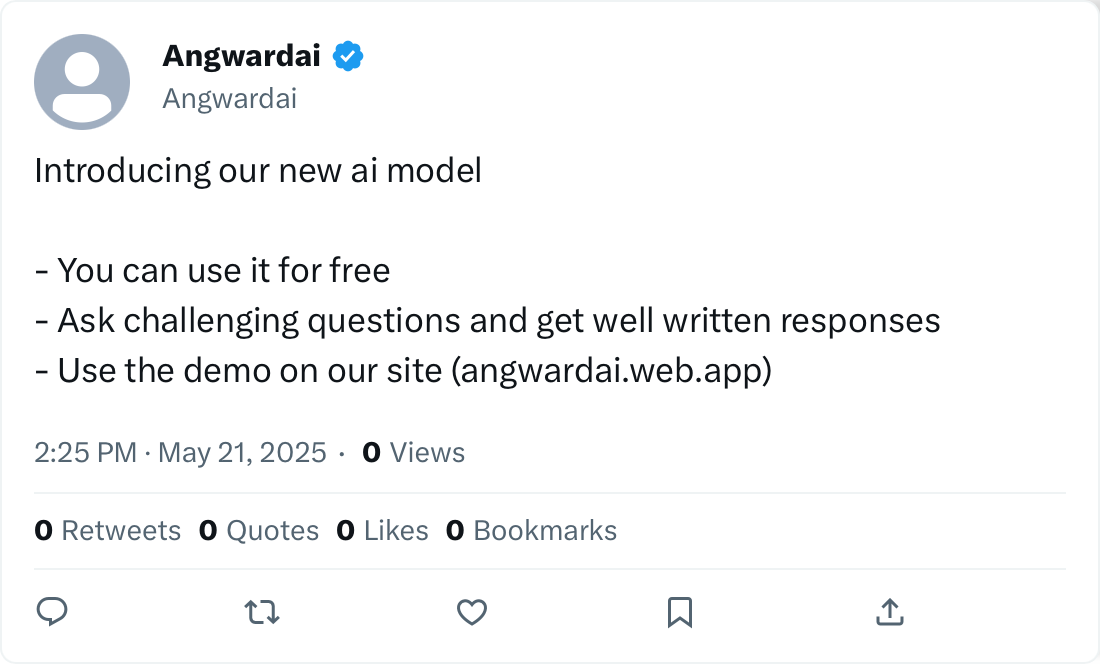 Angwardai
Angwardai
Introducing our new ai model
- You can use it for free
- Ask challenging questions and get well written responses
- Use the demo on our site (angwardai.web.app)
2:25 PM · May 21, 2025 · 0 Views
0 Retweets 0 Quotes 0 Likes 0 Bookmarks